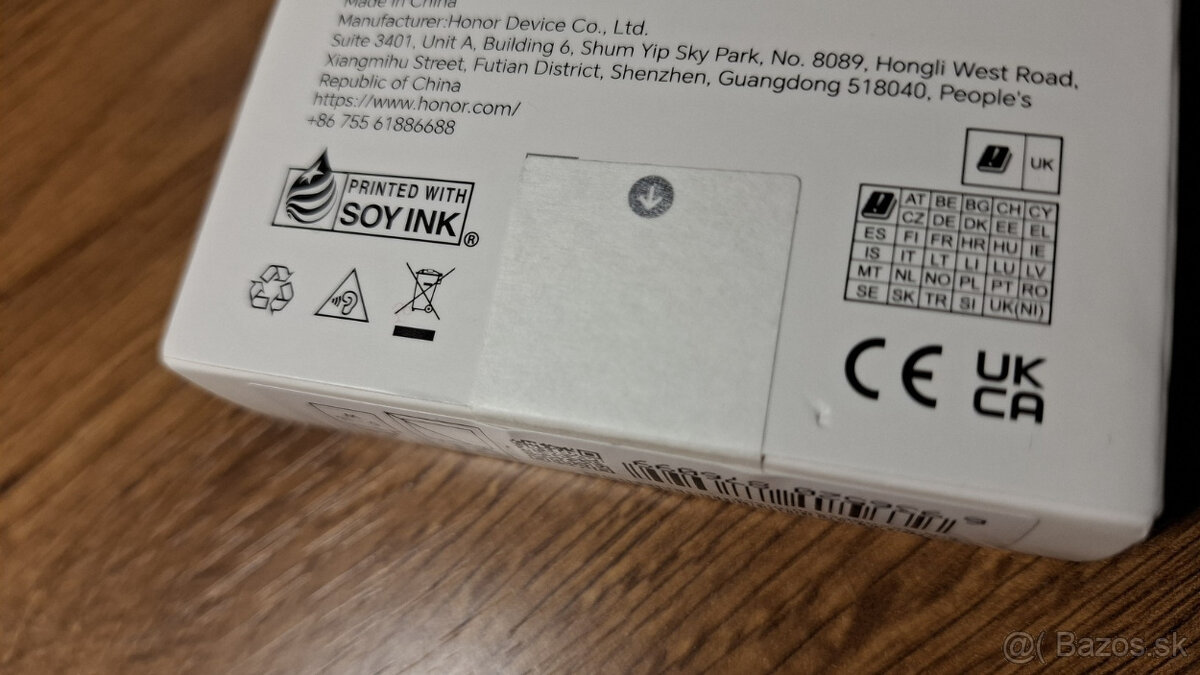 Made in China
Manufacturer:Honor Device Co., Ltd.
Suite 3401, Unit A, Building 6, Shum Yip Sky Park, No. 8089, Hongli West Road,
Xiangmihu Street, Futian District, Shenzhen, Guangdong 518040, People's
Republic of China
https://www.honor.com/
+86 755 61886688
PRINTED WITH
SOY INK®
UK
AT BE BG CH CY
CZ DE DK EE EL
ES FI FR HR HU IE
IS IT LT LI LU LV
MT NL NO PL PT RO
SE SK TR SI UK(NI)
CE
UK
CA
@( Bazos.sk